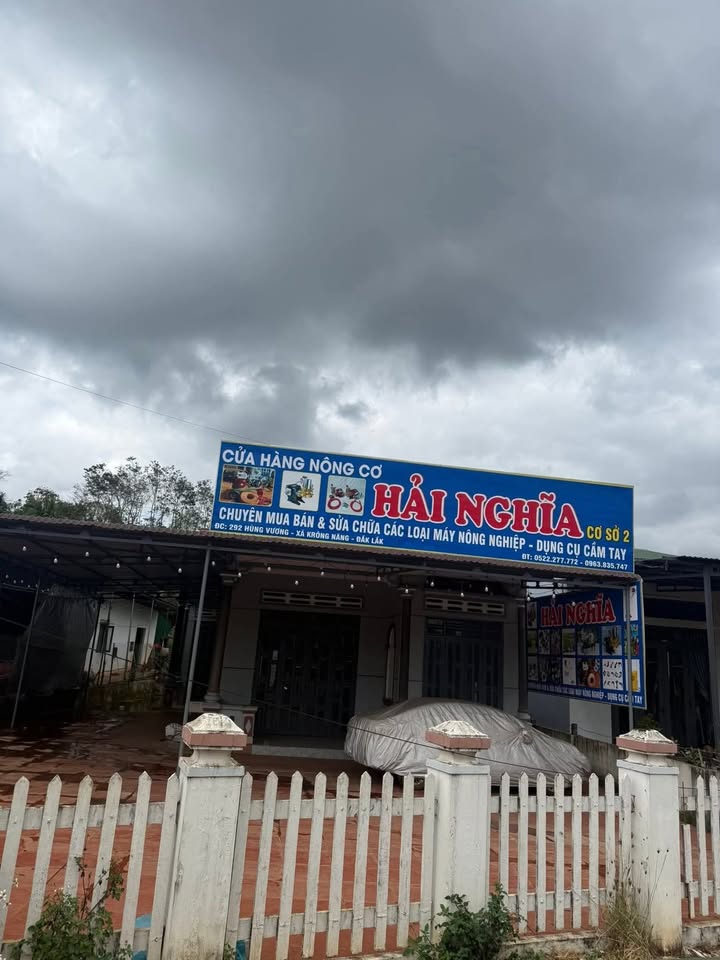 CỬA HÀNG NÔNG CƠ
HẢI NGHĨA
CƠ SỞ 2
CHUYÊN MUA BÁN & SỬA CHỮA CÁC LOẠI MÁY NÔNG NGHIỆP - DỤNG CỤ CẦM TAY
ĐC: 292 HÙNG VƯƠNG - XÃ KRÔNG NĂNG - ĐẮK LẮK
ĐT: 0522.277.772 - 0963.835.747
HẢI NGHĨA